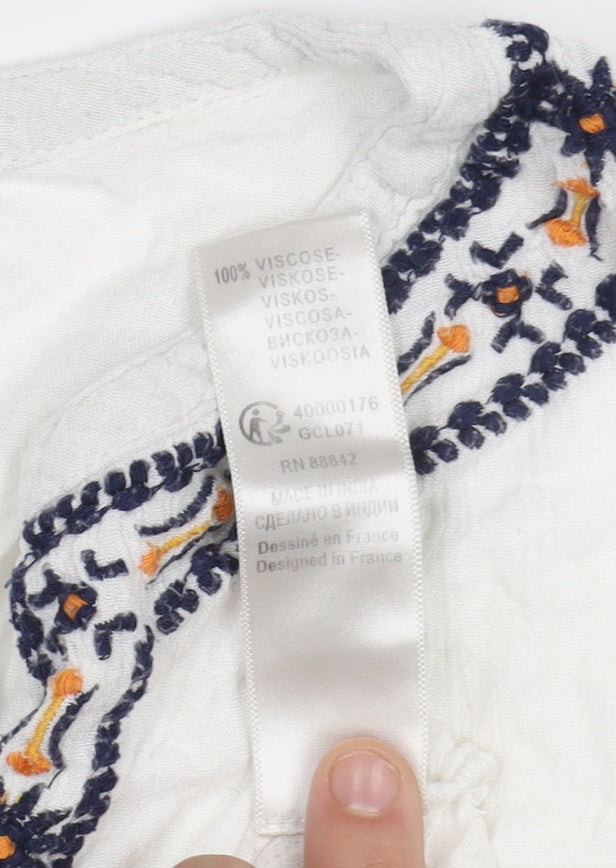 100% VISCOSE-
VISKOSE-
VISKOS-
VISCOSA-
ВИСКОЗА-
VISKOOSIA
40000176
GCL071
RN 88842
MADE IN INDIA
СДЕЛАНО В ИНДИИ
Dessiné en France
Designed in France